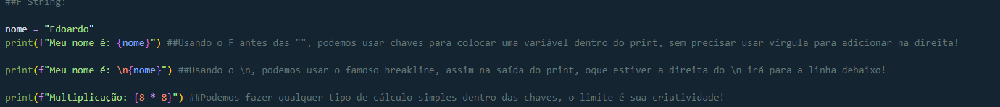 ##F String:
nome = "Edoardo"
print(f"Meu nome é: {nome}") ##Usando o F antes das "", podemos usar chaves para colocar uma variável dentro do print, sem precisar usar virgula para adicionar na direita!
print(f"Meu nome é: \n{nome}") ##Usando o \n, podemos usar o famoso breakline, assim na saída do print, oque estiver a direita do \n irá para a linha debaixo!
print(f"Multiplicação: {8 * 8}") ##Podemos fazer qualquer tipo de cálculo simples dentro das chaves, o limite é sua criatividade!